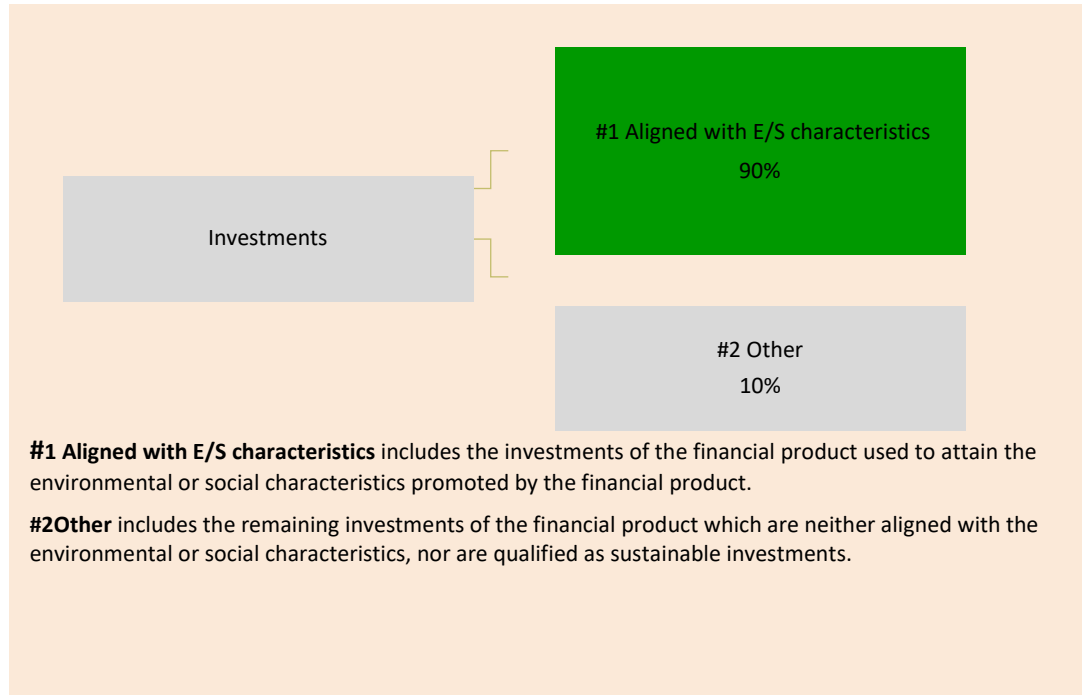 #1 Aligned with E/S characteristics
90%
Investments
#2 Other
10%
#1 Aligned with E/S characteristics includes the investments of the financial product used to attain the
environmental or social characteristics promoted by the financial product.
#2Other includes the remaining investments of the financial product which are neither aligned with the
environmental or social characteristics, nor are qualified as sustainable investments.